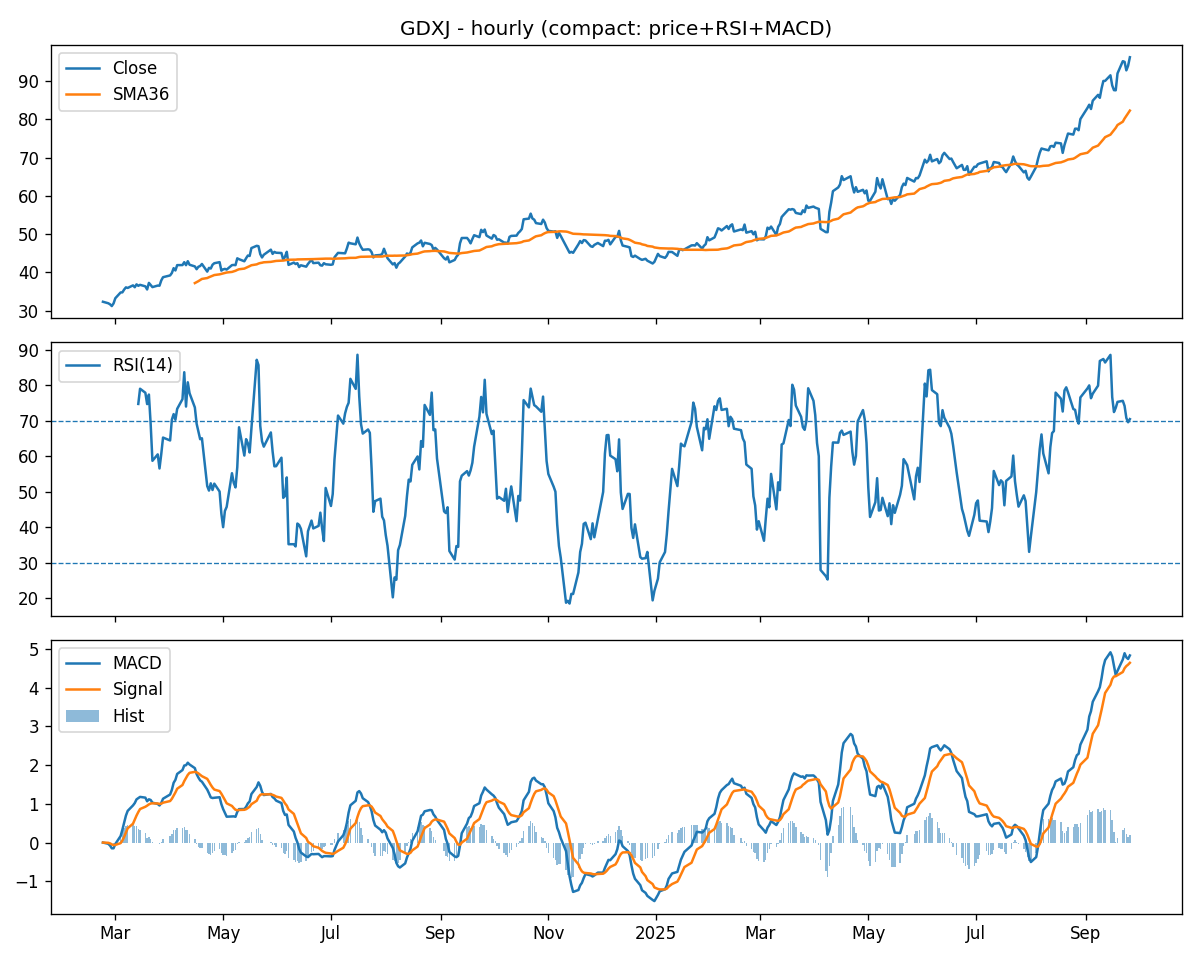 GDXJ - hourly (compact: price+RSI+MACD)
Close
SMA36
90
80
70
60
50
40
30
RSI(14)
90
80
70
60
50
40
30
20
MACD
Signal
Hist
5
4
3
2
1
0
−1
Mar May Jul Sep Nov 2025 Mar May Jul Sep